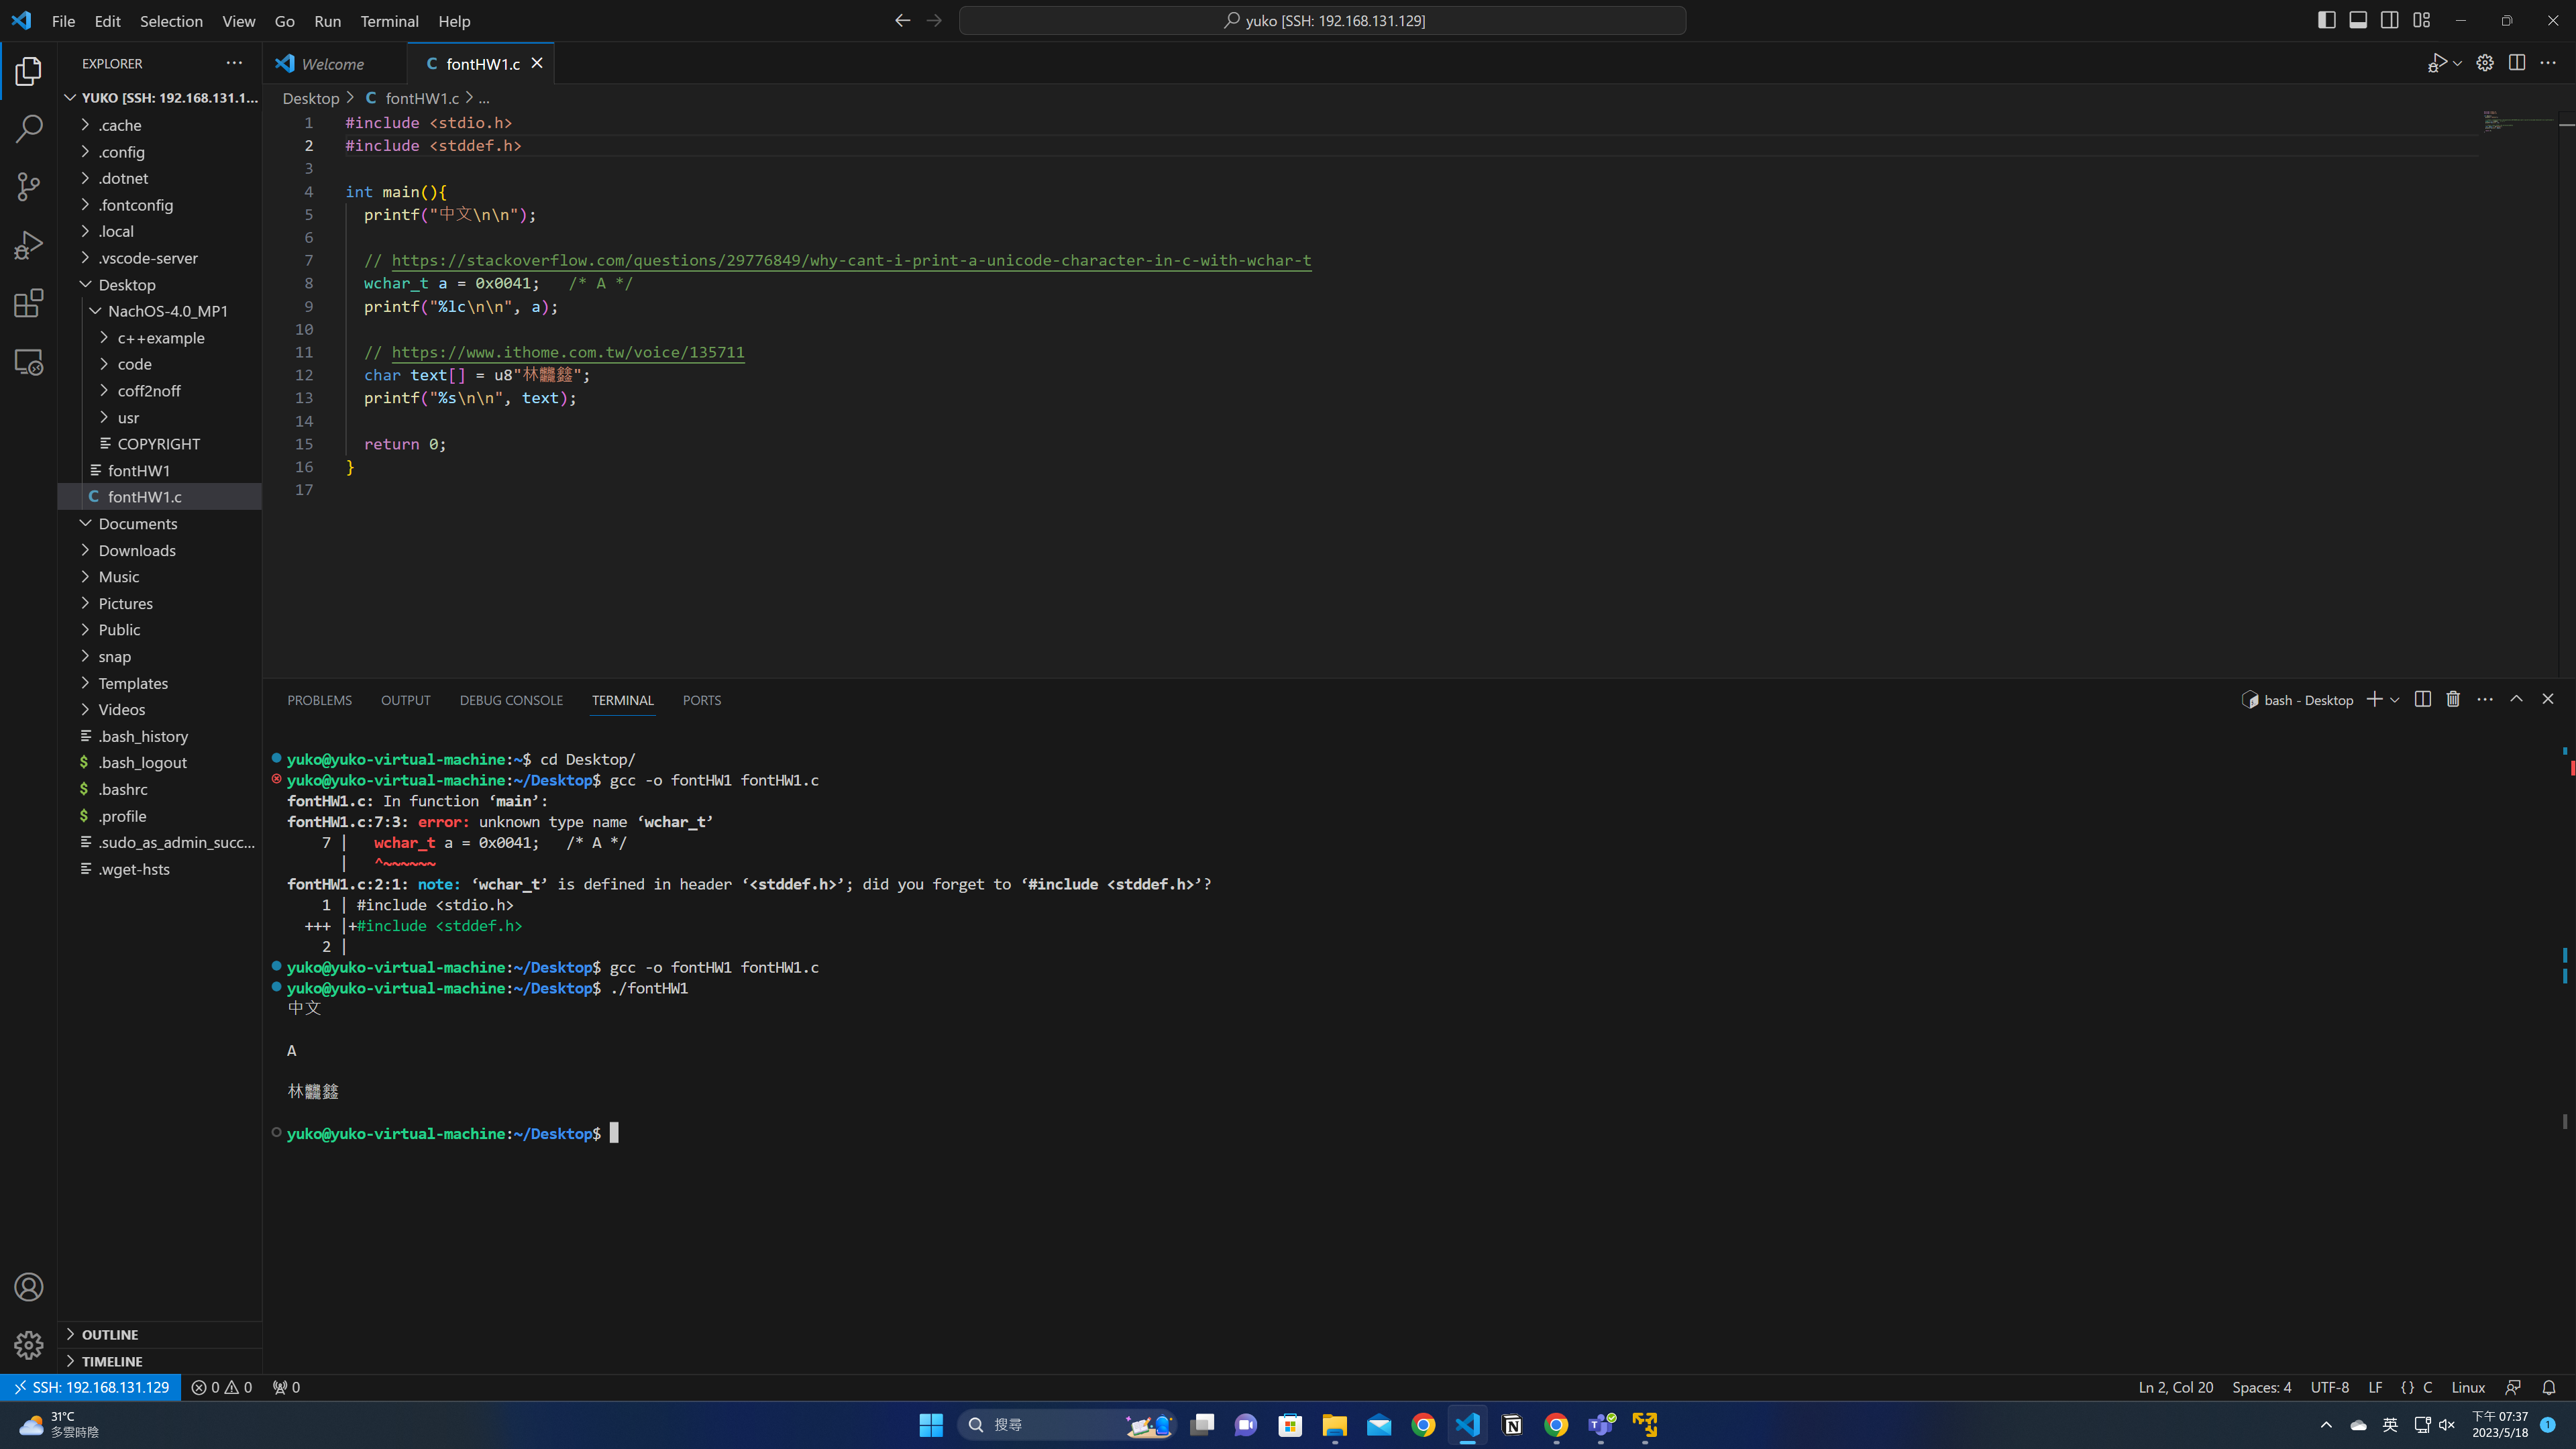 File Edit Selection View Go Run Terminal Help
yuko [SSH: 192.168.131.129]
EXPLORER
YUKO [SSH: 192.168.131.1...
.cache
.config
.dotnet
.fontconfig
.local
.vscode-server
Desktop
NachOS-4.0_MP1
c++example
code
coff2noff
usr
COPYRIGHT
fontHW1
fontHW1.c
Documents
Downloads
Music
Pictures
Public
snap
Templates
Videos
.bash_history
.bash_logout
.bashrc
.profile
.sudo_as_admin_succ...
.wget-hsts
OUTLINE
TIMELINE
Welcome
C fontHW1.c
Desktop > C fontHW1.c > ...
1 #include <stdio.h>
2 #include <stddef.h>
3
4 int main(){
5 printf("中文\n\n");
6
7 // https://stackoverflow.com/questions/29776849/why-cant-i-print-a-unicode-character-in-c-with-wchar-t
8 wchar_t a = 0x0041; /* A */
9 printf("%lc\n\n", a);
10
11 // https://www.ithome.com.tw/voice/135711
12 char text[] = u8"林鑫";
13 printf("%s\n\n", text);
14
15 return 0;
16 }
17
PROBLEMS OUTPUT DEBUG CONSOLE TERMINAL PORTS
bash - Desktop
yuko@yuko-virtual-machine:~$ cd Desktop/
yuko@yuko-virtual-machine:~/Desktop$ gcc -o fontHW1 fontHW1.c
fontHW1.c: In function ‘main’:
fontHW1.c:7:3: error: unknown type name ‘wchar_t’
7 | wchar_t a = 0x0041; /* A */
| ^~~~~~~
fontHW1.c:2:1: note: ‘wchar_t’ is defined in header ‘<stddef.h>’; did you forget to ‘#include <stddef.h>’?
1 | #include <stdio.h>
+++ |+#include <stddef.h>
2 |
yuko@yuko-virtual-machine:~/Desktop$ gcc -o fontHW1 fontHW1.c
yuko@yuko-virtual-machine:~/Desktop$ ./fontHW1
中文
A
林鑫
yuko@yuko-virtual-machine:~/Desktop$
SSH: 192.168.131.129 0 0 0
Ln 2, Col 20 Spaces: 4 UTF-8 LF {} C Linux
31°C
多雲時陰
搜尋
英
下午 07:37
2023/5/18
1